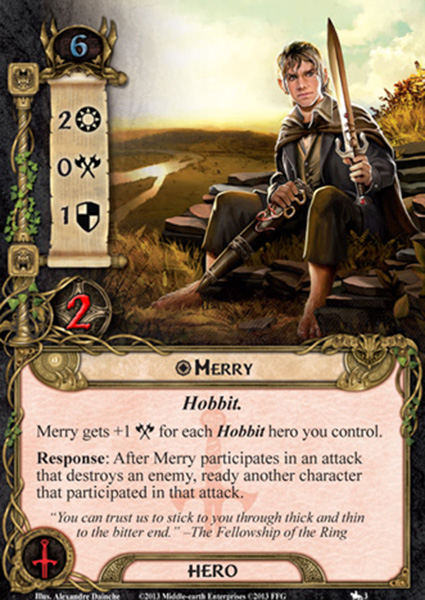 6
2
0
1
2
Merry
Hobbit.
Merry gets +1 for each Hobbit hero you control.
Response: After Merry participates in an attack
that destroys an enemy, ready another character
that participated in that attack.
“You can trust us to stick to you through thick and thin
to the bitter end.” –The Fellowship of the Ring
HERO
Illus. Alexandre Dainche ©2013 Middle-earth Enterprises ©2013 FFG 3